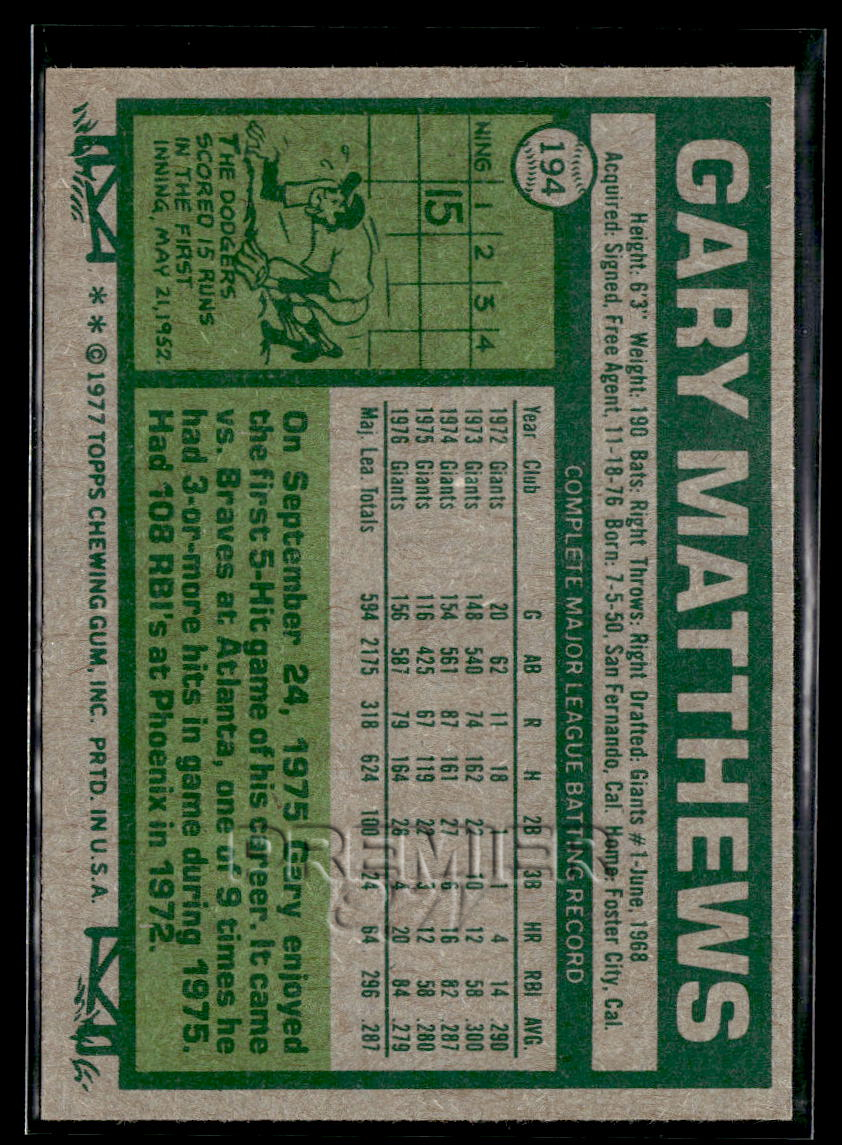 GARY MATTHEWS
194
Height: 6'3" Weight: 190 Bats: Right Throws: Right Drafted: Giants #1-June, 1968
Acquired: Signed, Free Agent, 11-18-76 Born: 7-5-50, San Fernando, Cal. Home: Foster City, Cal.
COMPLETE MAJOR LEAGUE BATTING RECORD
Year Club G AB R H 2B 3B HR RBI AVG.
1972 Giants 20 62 11 18 1 4 14 .290
1973 Giants 148 540 74 162 10 12 58 .300
1974 Giants 154 561 87 161 27 6 16 82 .287
1975 Giants 116 425 67 119 12 58 .280
1976 Giants 156 587 79 164 28 4 20 84 .279
Maj. Lea. Totals 594 2175 318 624 100 24 64 296 .287
NING 1 2 3 4
15
THE DODGERS
SCORED 15 RUNS
IN THE FIRST
INNING, MAY 21, 1952.
On September 24, 1975 Gary enjoyed
the first 5-Hit game of his career. It came
vs. Braves at Atlanta, one of 9 times he
had 3-or-more hits in game during 1975.
Had 108 RBI's at Phoenix in 1972.
* * © 1977 TOPPS CHEWING GUM, INC. PRTD. IN U.S.A.
PREMIER